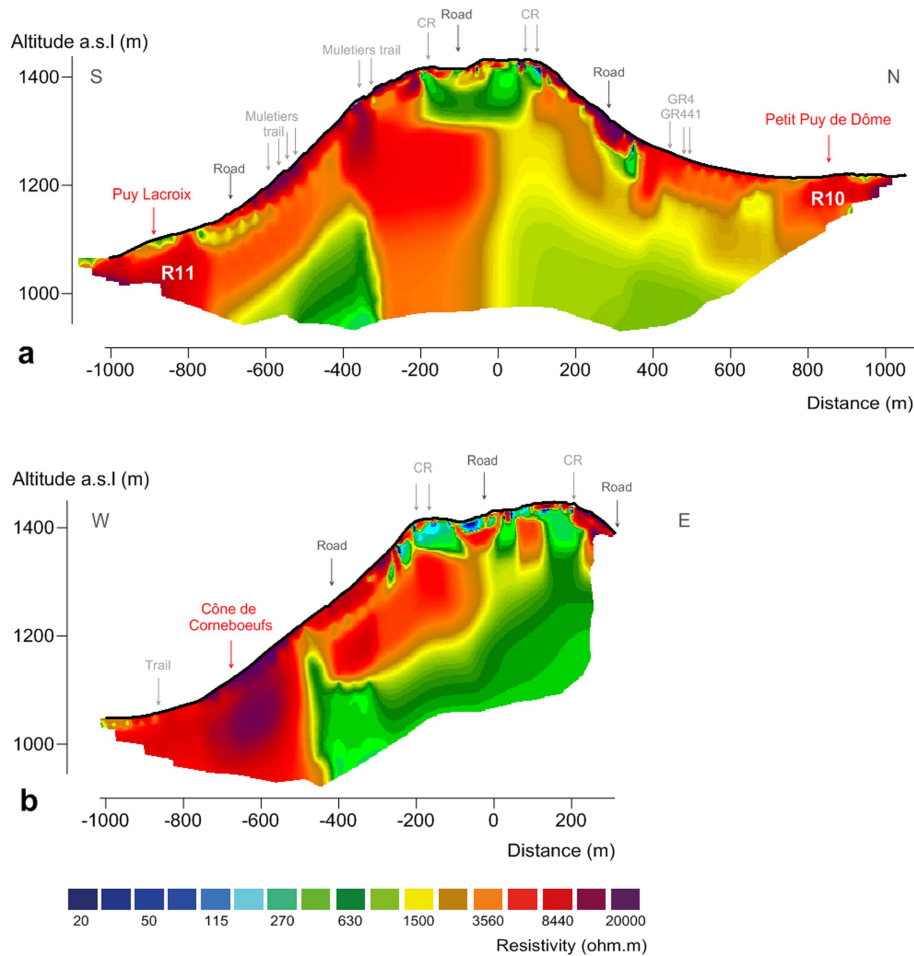 CR Road CR
Altitude a.s.l (m)
Muletiers trail
S N
1400
Road
Muletiers
trail
GR4
GR441
Petit Puy de Dôme
Road
1200
Puy Lacroix
R10
R11
1000
a
-1000 -800 -600 -400 -200 0 200 400 600 800 1000
Distance (m)
CR Road CR
Altitude a.s.l (m)
Road
W E
1400
Road
Cône de
Corneboeufs
1200
Trail
1000
b
-1000 -800 -600 -400 -200 0 200
Distance (m)
20 50 115 270 630 1500 3560 8440 20000
Resistivity (ohm.m)